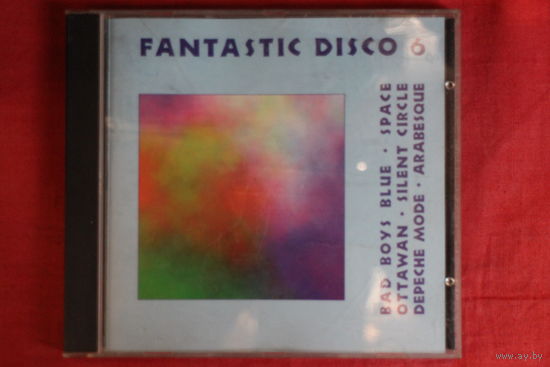 FANTASTIC DISCO 6
BAD BOYS BLUE · SPACE
OTTAWAN · SILENT CIRCLE
DEPECHE MODE · ARABESQUE
www.ay.by